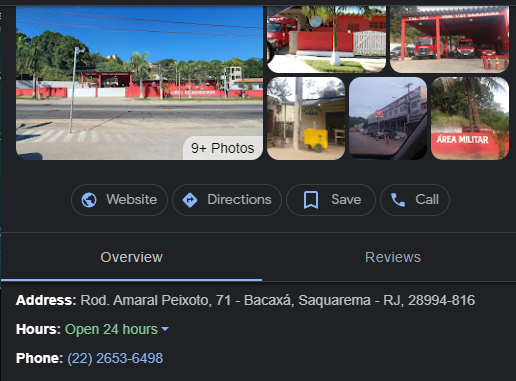 9+ Photos
ÁREA MILITAR
Website
Directions
Save
Call
Overview
Reviews
Address: Rod. Amaral Peixoto, 71 - Bacaxá, Saquarema - RJ, 28994-816
Hours: Open 24 hours
Phone: (22) 2653-6498